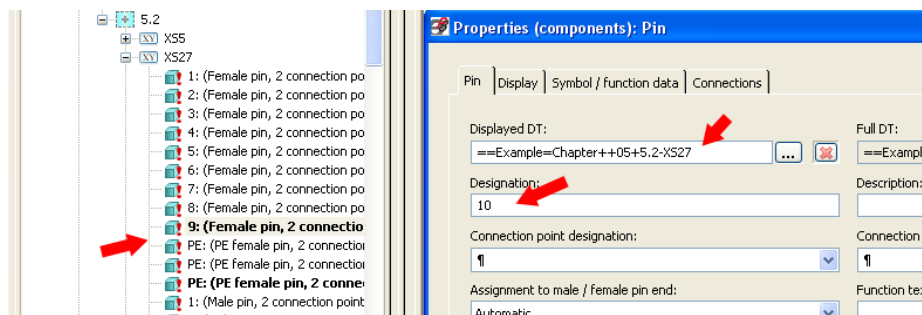 5.2
XY XS5
XY XS27
1: (Female pin, 2 connection po
2: (Female pin, 2 connection po
3: (Female pin, 2 connection po
4: (Female pin, 2 connection po
5: (Female pin, 2 connection po
6: (Female pin, 2 connection po
7: (Female pin, 2 connection po
8: (Female pin, 2 connection po
9: (Female pin, 2 connectio
PE: (PE female pin, 2 connection
PE: (PE female pin, 2 connection
PE: (PE female pin, 2 conne
1: (Male pin, 2 connection point
Properties (components): Pin
Pin Display Symbol / function data Connections
Displayed DT: Full DT:
==Example=Chapter++05+5.2-XS27 ... ==Exampl
Designation: Description:
10
Connection point designation: Connection
¶ ¶
Assignment to male / female pin end: Function te
Automatic